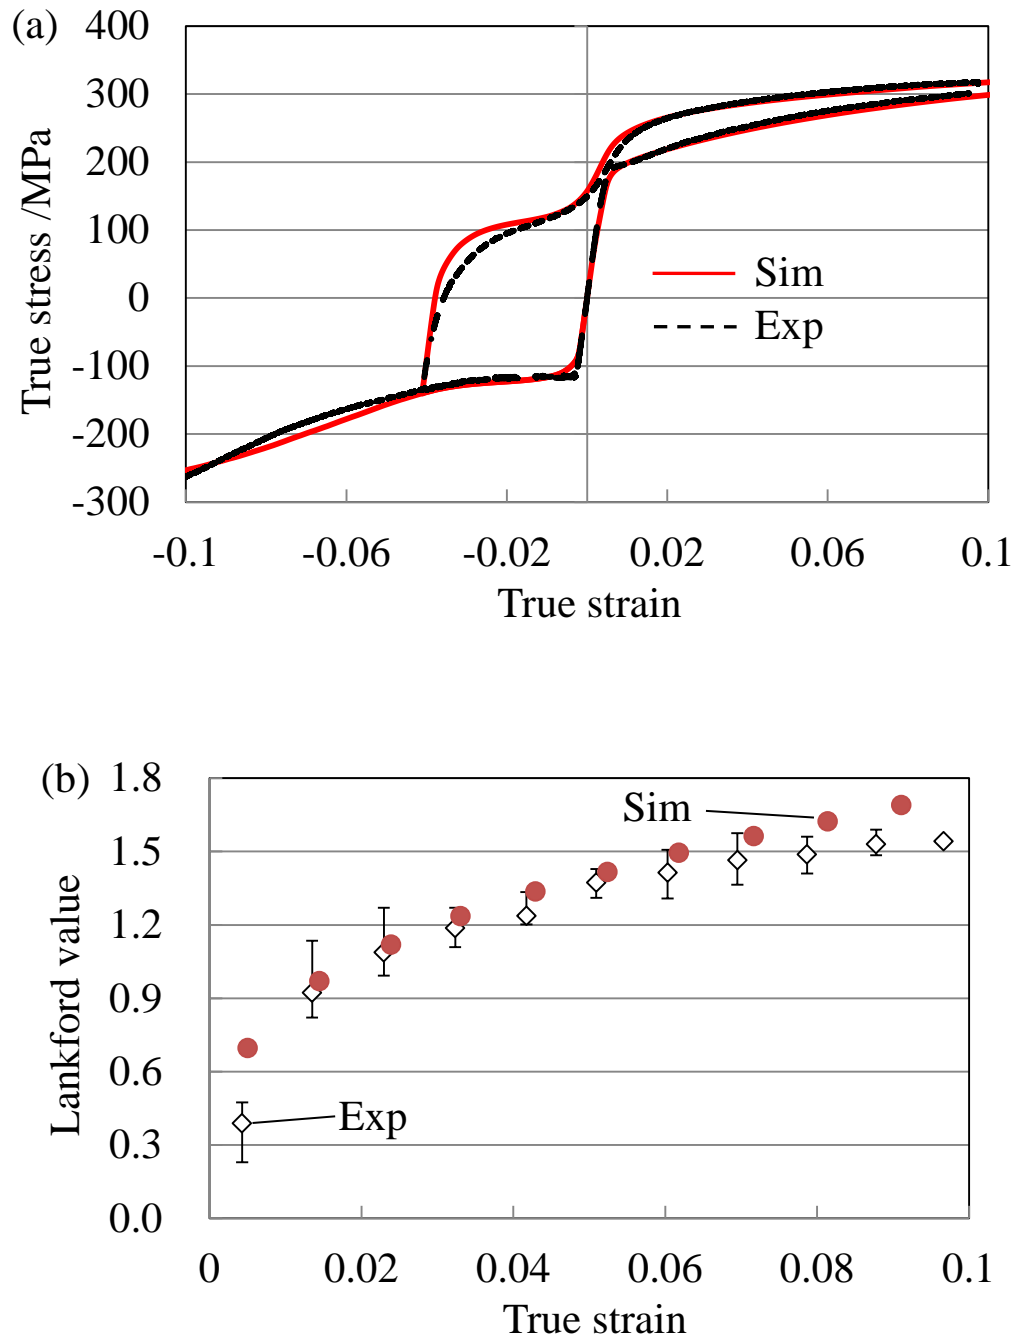 (a)
400
300
200
100
0
-100
-200
-300
True stress /MPa
Sim
Exp
-0.1 -0.06 -0.02 0.02 0.06 0.1
True strain
(b)
1.8
1.5
1.2
0.9
0.6
0.3
0.0
Lankford value
Sim
Exp
0 0.02 0.04 0.06 0.08 0.1
True strain